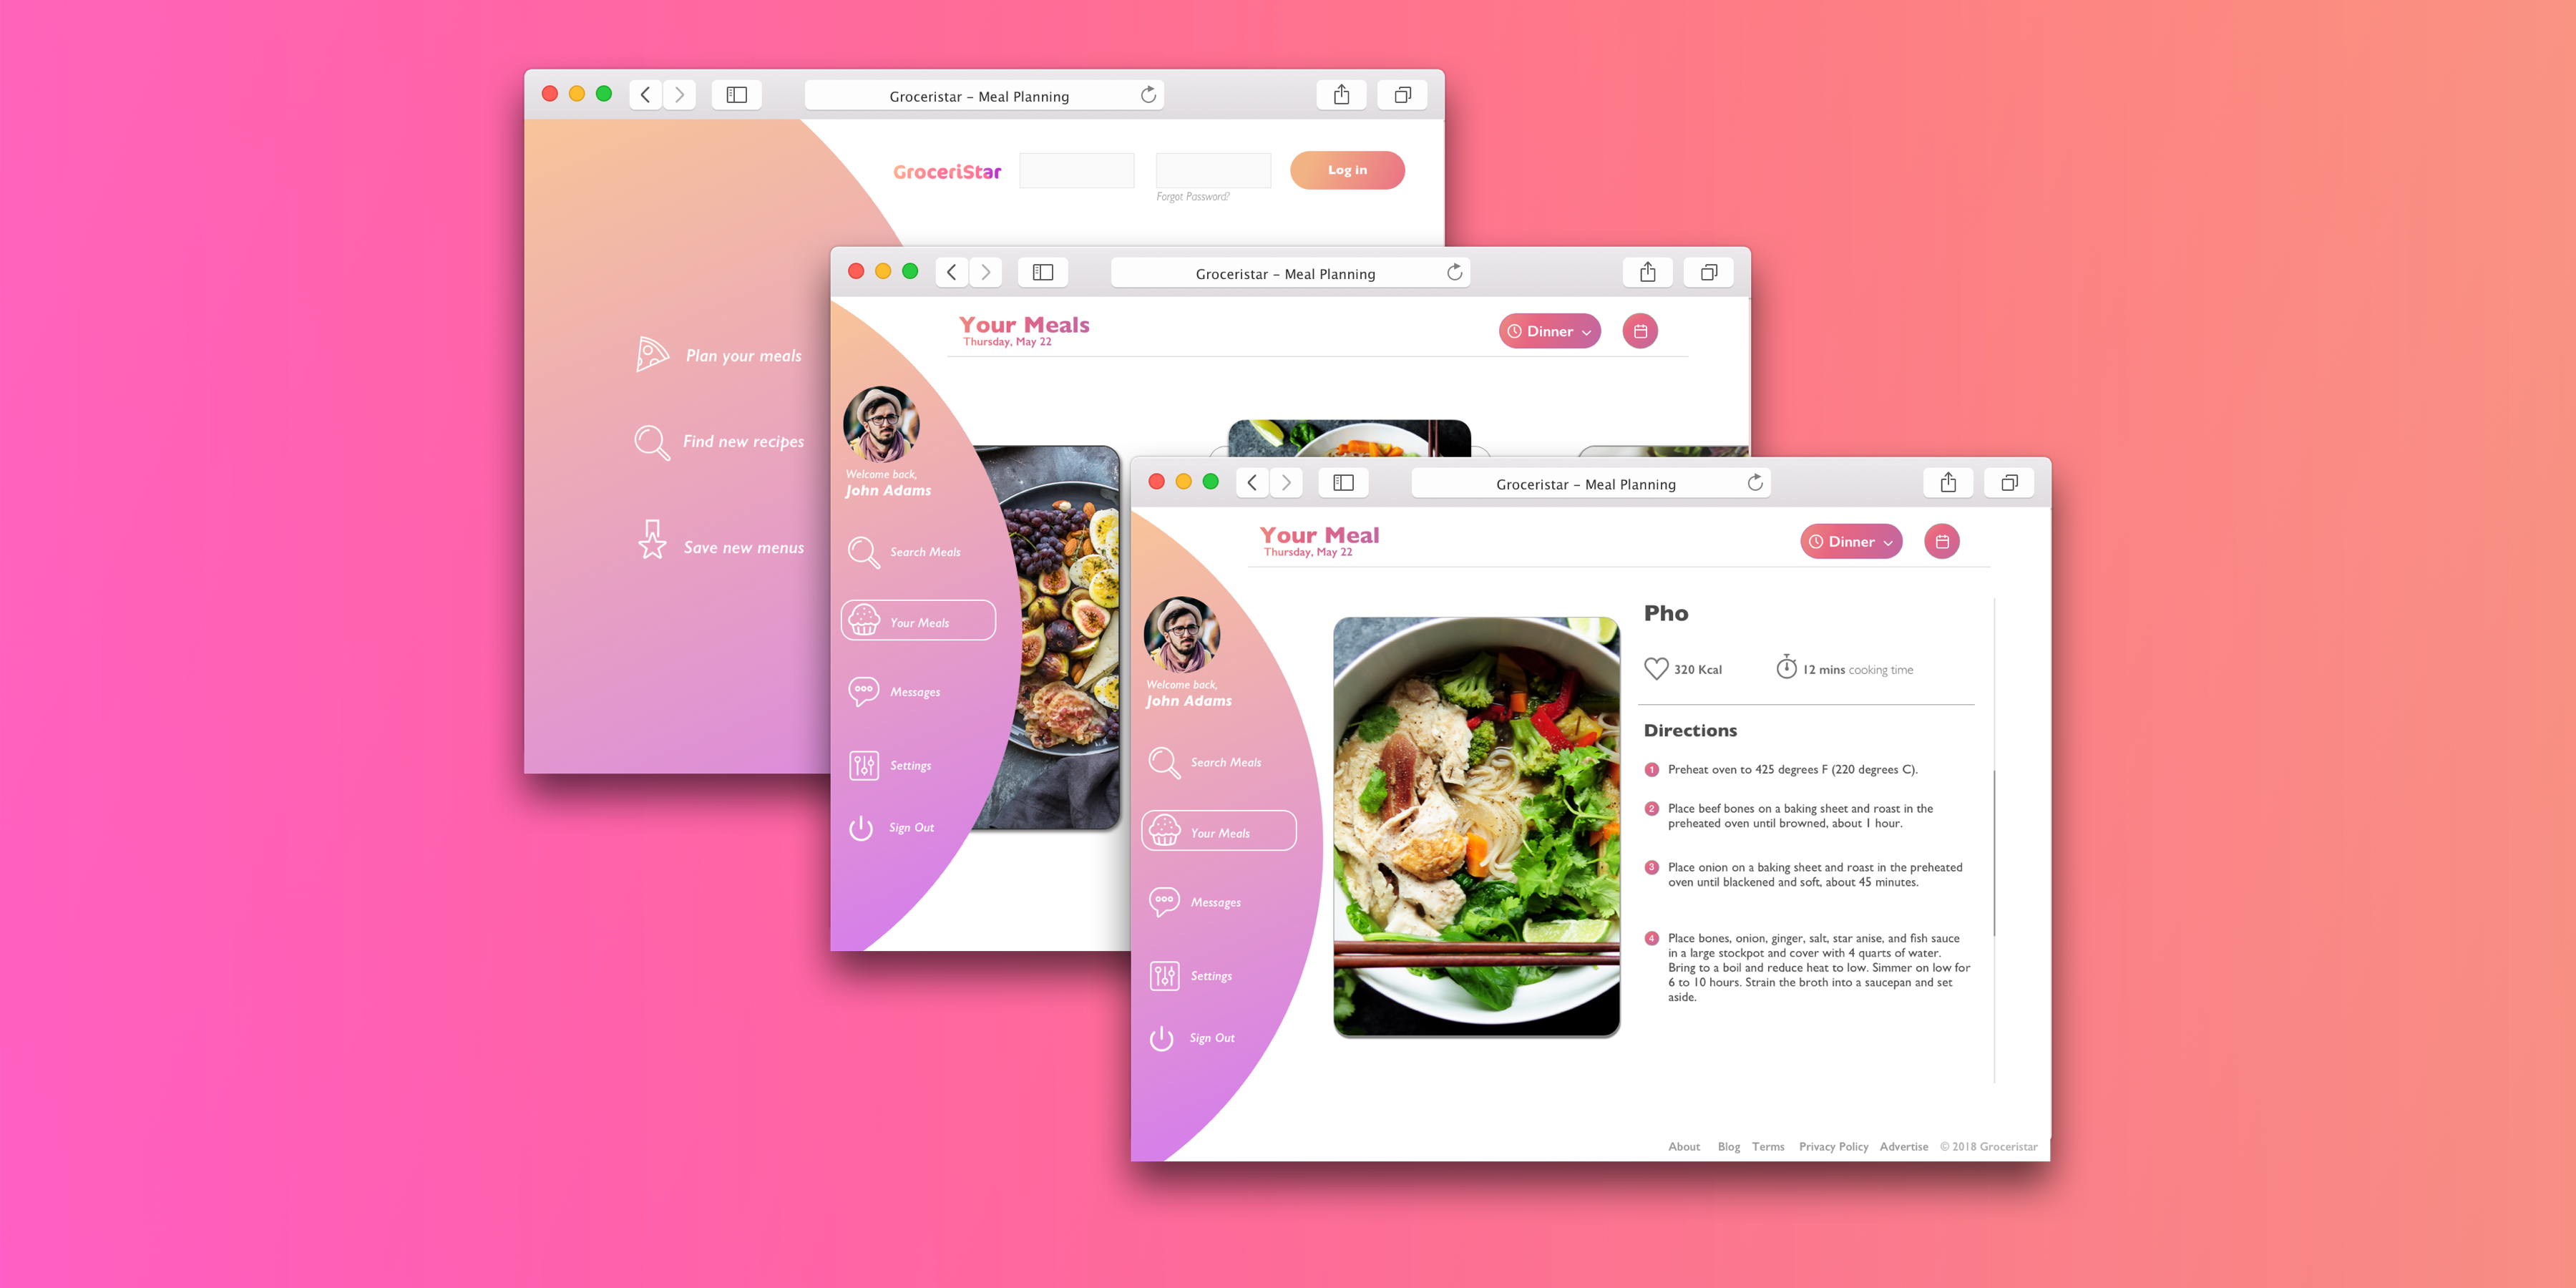 Groceristar – Meal Planning
GroceriStar
Log in
Forgot Password?
Plan your meals
Find new recipes
Save new menus
Groceristar – Meal Planning
Your Meals
Thursday, May 22
Dinner
Welcome back,
John Adams
Search Meals
Your Meals
Messages
Settings
Sign Out
Groceristar – Meal Planning
Your Meal
Thursday, May 22
Dinner
Welcome back,
John Adams
Search Meals
Your Meals
Messages
Settings
Sign Out
Pho
320 Kcal
12 mins cooking time
Directions
1 Preheat oven to 425 degrees F (220 degrees C).
2 Place beef bones on a baking sheet and roast in the
preheated oven until browned, about 1 hour.
3 Place onion on a baking sheet and roast in the preheated
oven until blackened and soft, about 45 minutes.
4 Place bones, onion, ginger, salt, star anise, and fish sauce
in a large stockpot and cover with 4 quarts of water.
Bring to a boil and reduce heat to low. Simmer on low for
6 to 10 hours. Strain the broth into a saucepan and set
aside.
About Blog Terms Privacy Policy Advertise © 2018 Groceristar